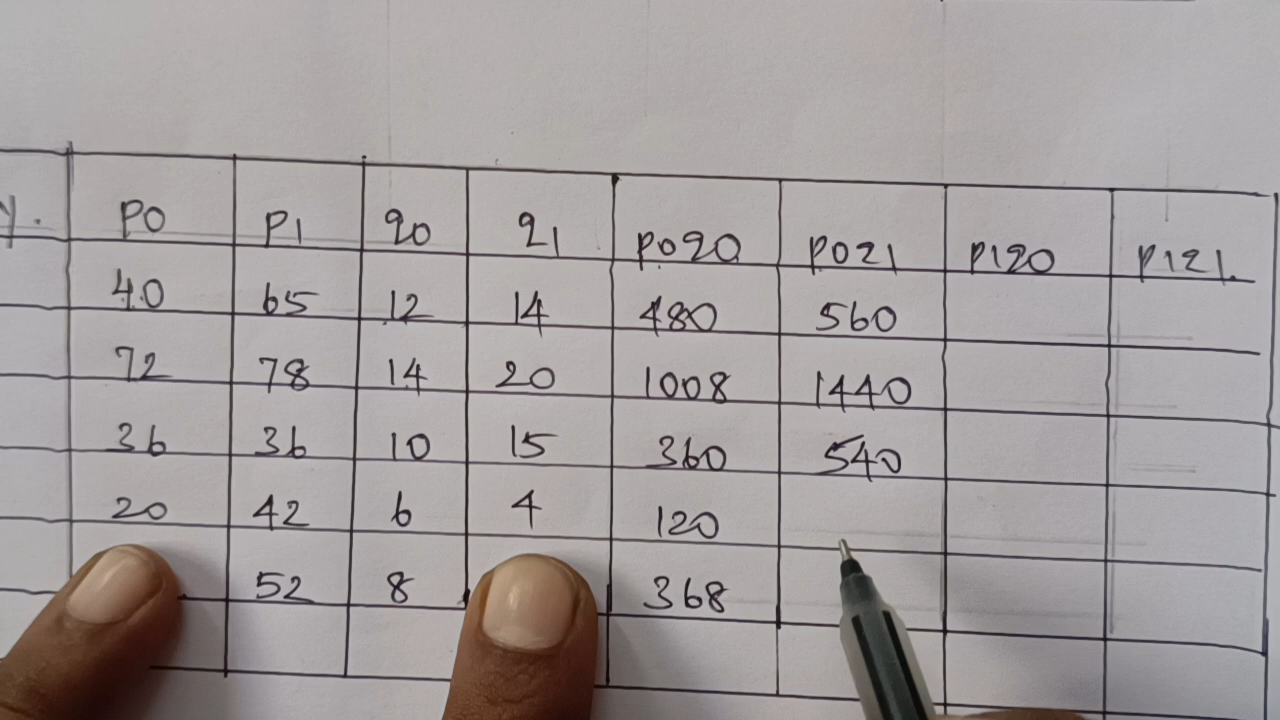 y. P0 P1 q0 q1 P0q0 P0q1 P1q0 P1q1.
40 65 12 14 480 560
72 78 14 20 1008 1440
36 36 10 15 360 540
20 42 6 4 120
52 8 368